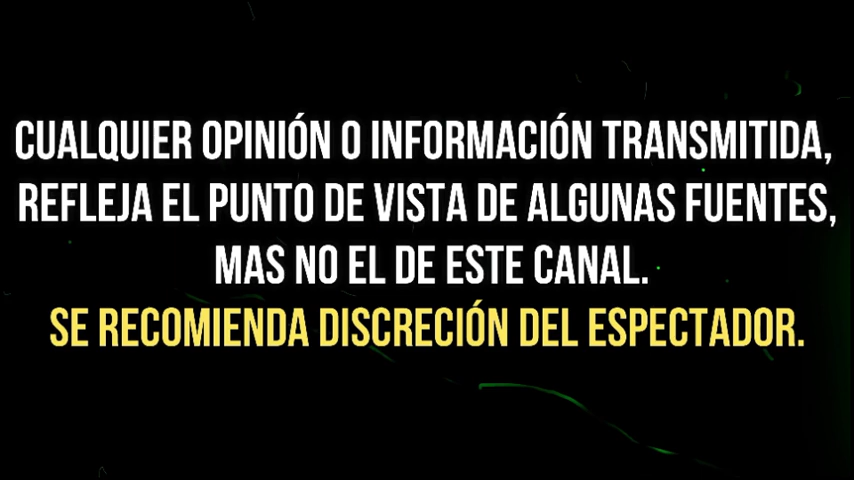 CUALQUIER OPINIÓN O INFORMACIÓN TRANSMITIDA,
REFLEJA EL PUNTO DE VISTA DE ALGUNAS FUENTES,
MAS NO EL DE ESTE CANAL.
SE RECOMIENDA DISCRECIÓN DEL ESPECTADOR.